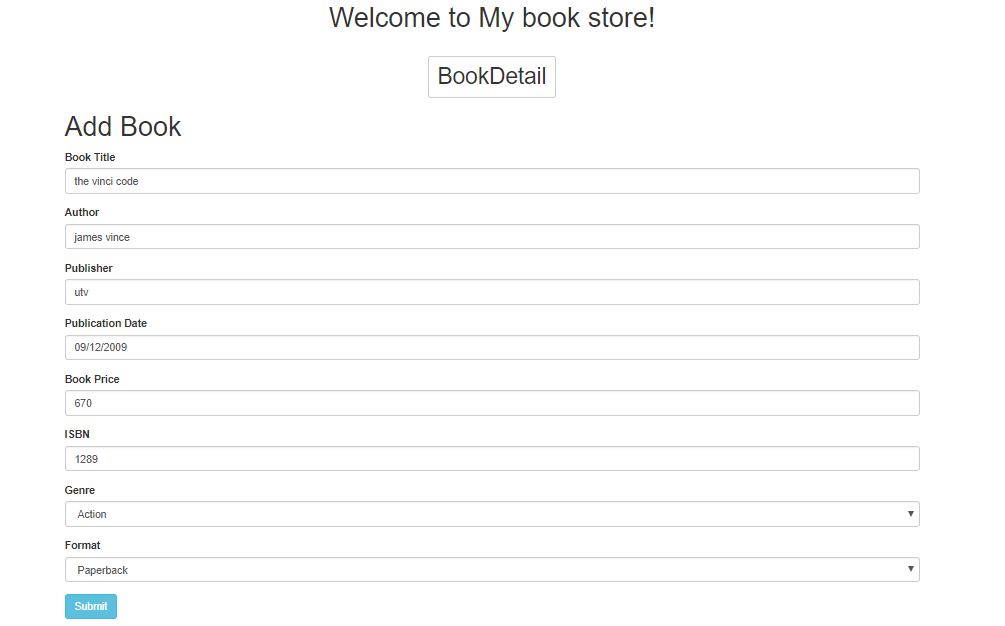 Welcome to My book store!
BookDetail
Add Book
Book Title
the vinci code
Author
james vince
Publisher
utv
Publication Date
09/12/2009
Book Price
670
ISBN
1289
Genre
Action
Format
Paperback
Submit